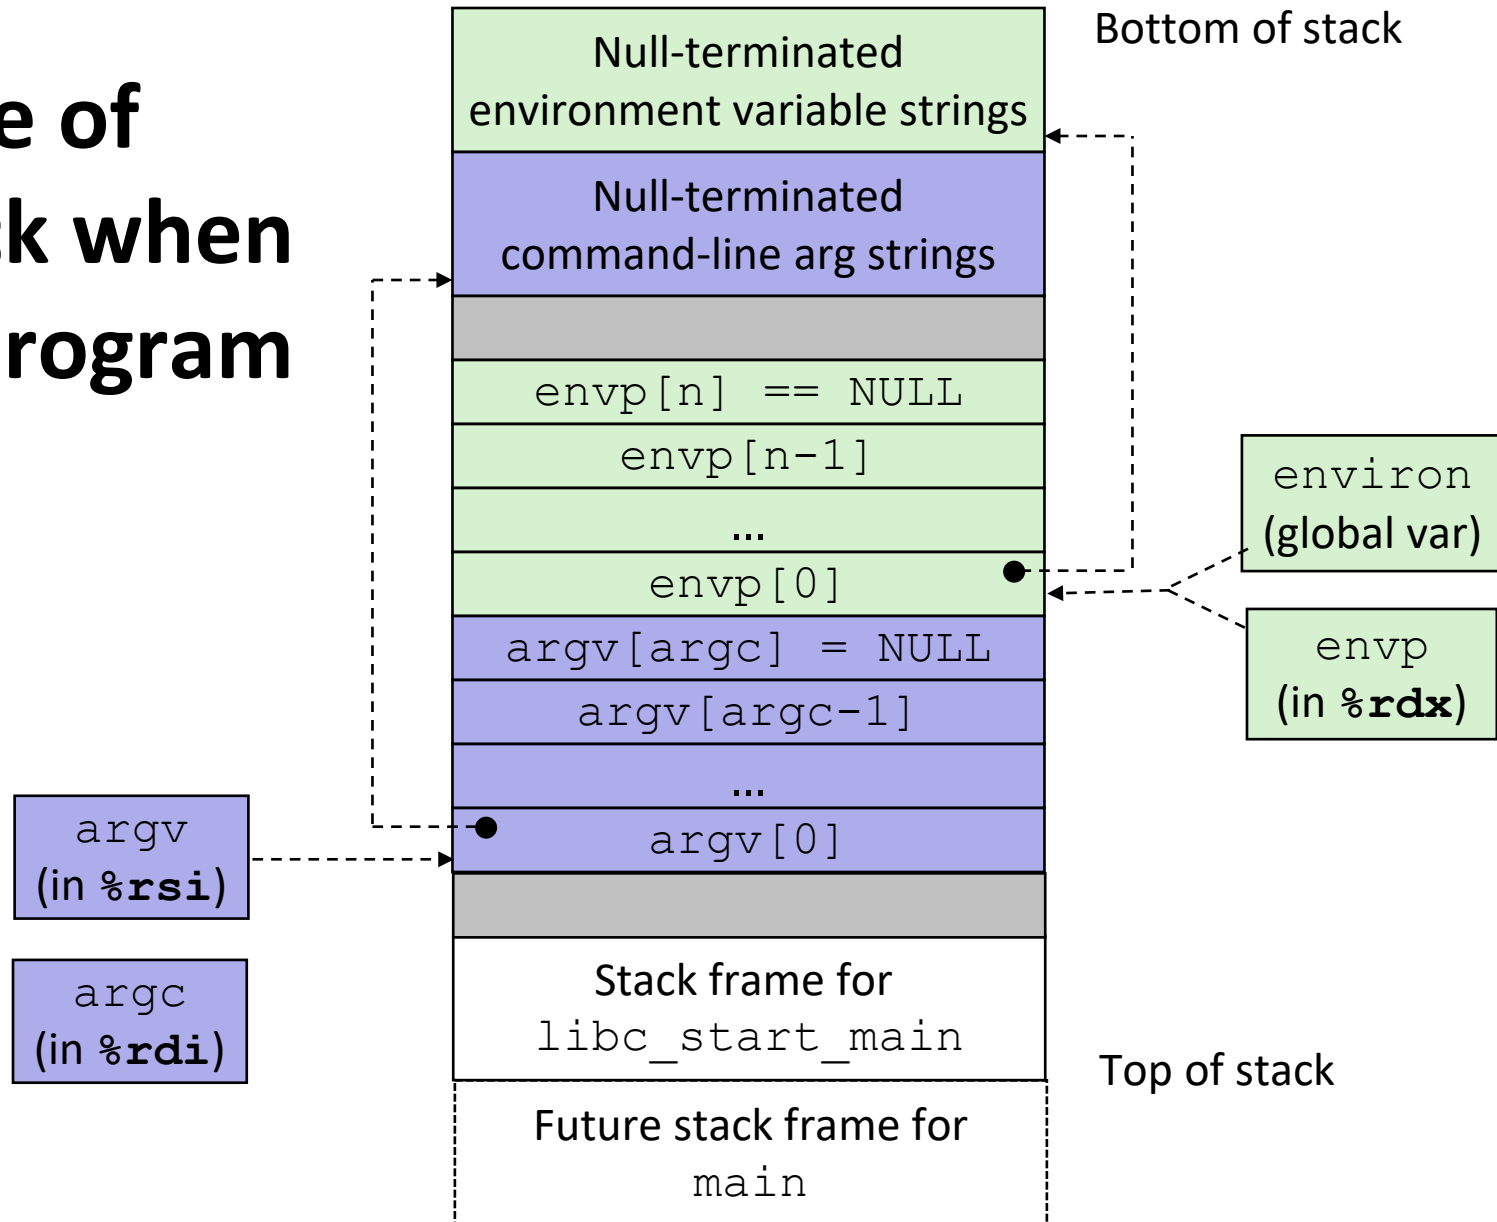 e of
ck when
rogram
Bottom of stack
Null-terminated
environment variable strings
Null-terminated
command-line arg strings
envp[n] == NULL
envp[n-1]
...
envp[0]
argv[argc] = NULL
argv[argc-1]
...
argv[0]
environ
(global var)
envp
(in %rdx)
argv
(in %rsi)
argc
(in %rdi)
Stack frame for
libc_start_main
Top of stack
Future stack frame for
main